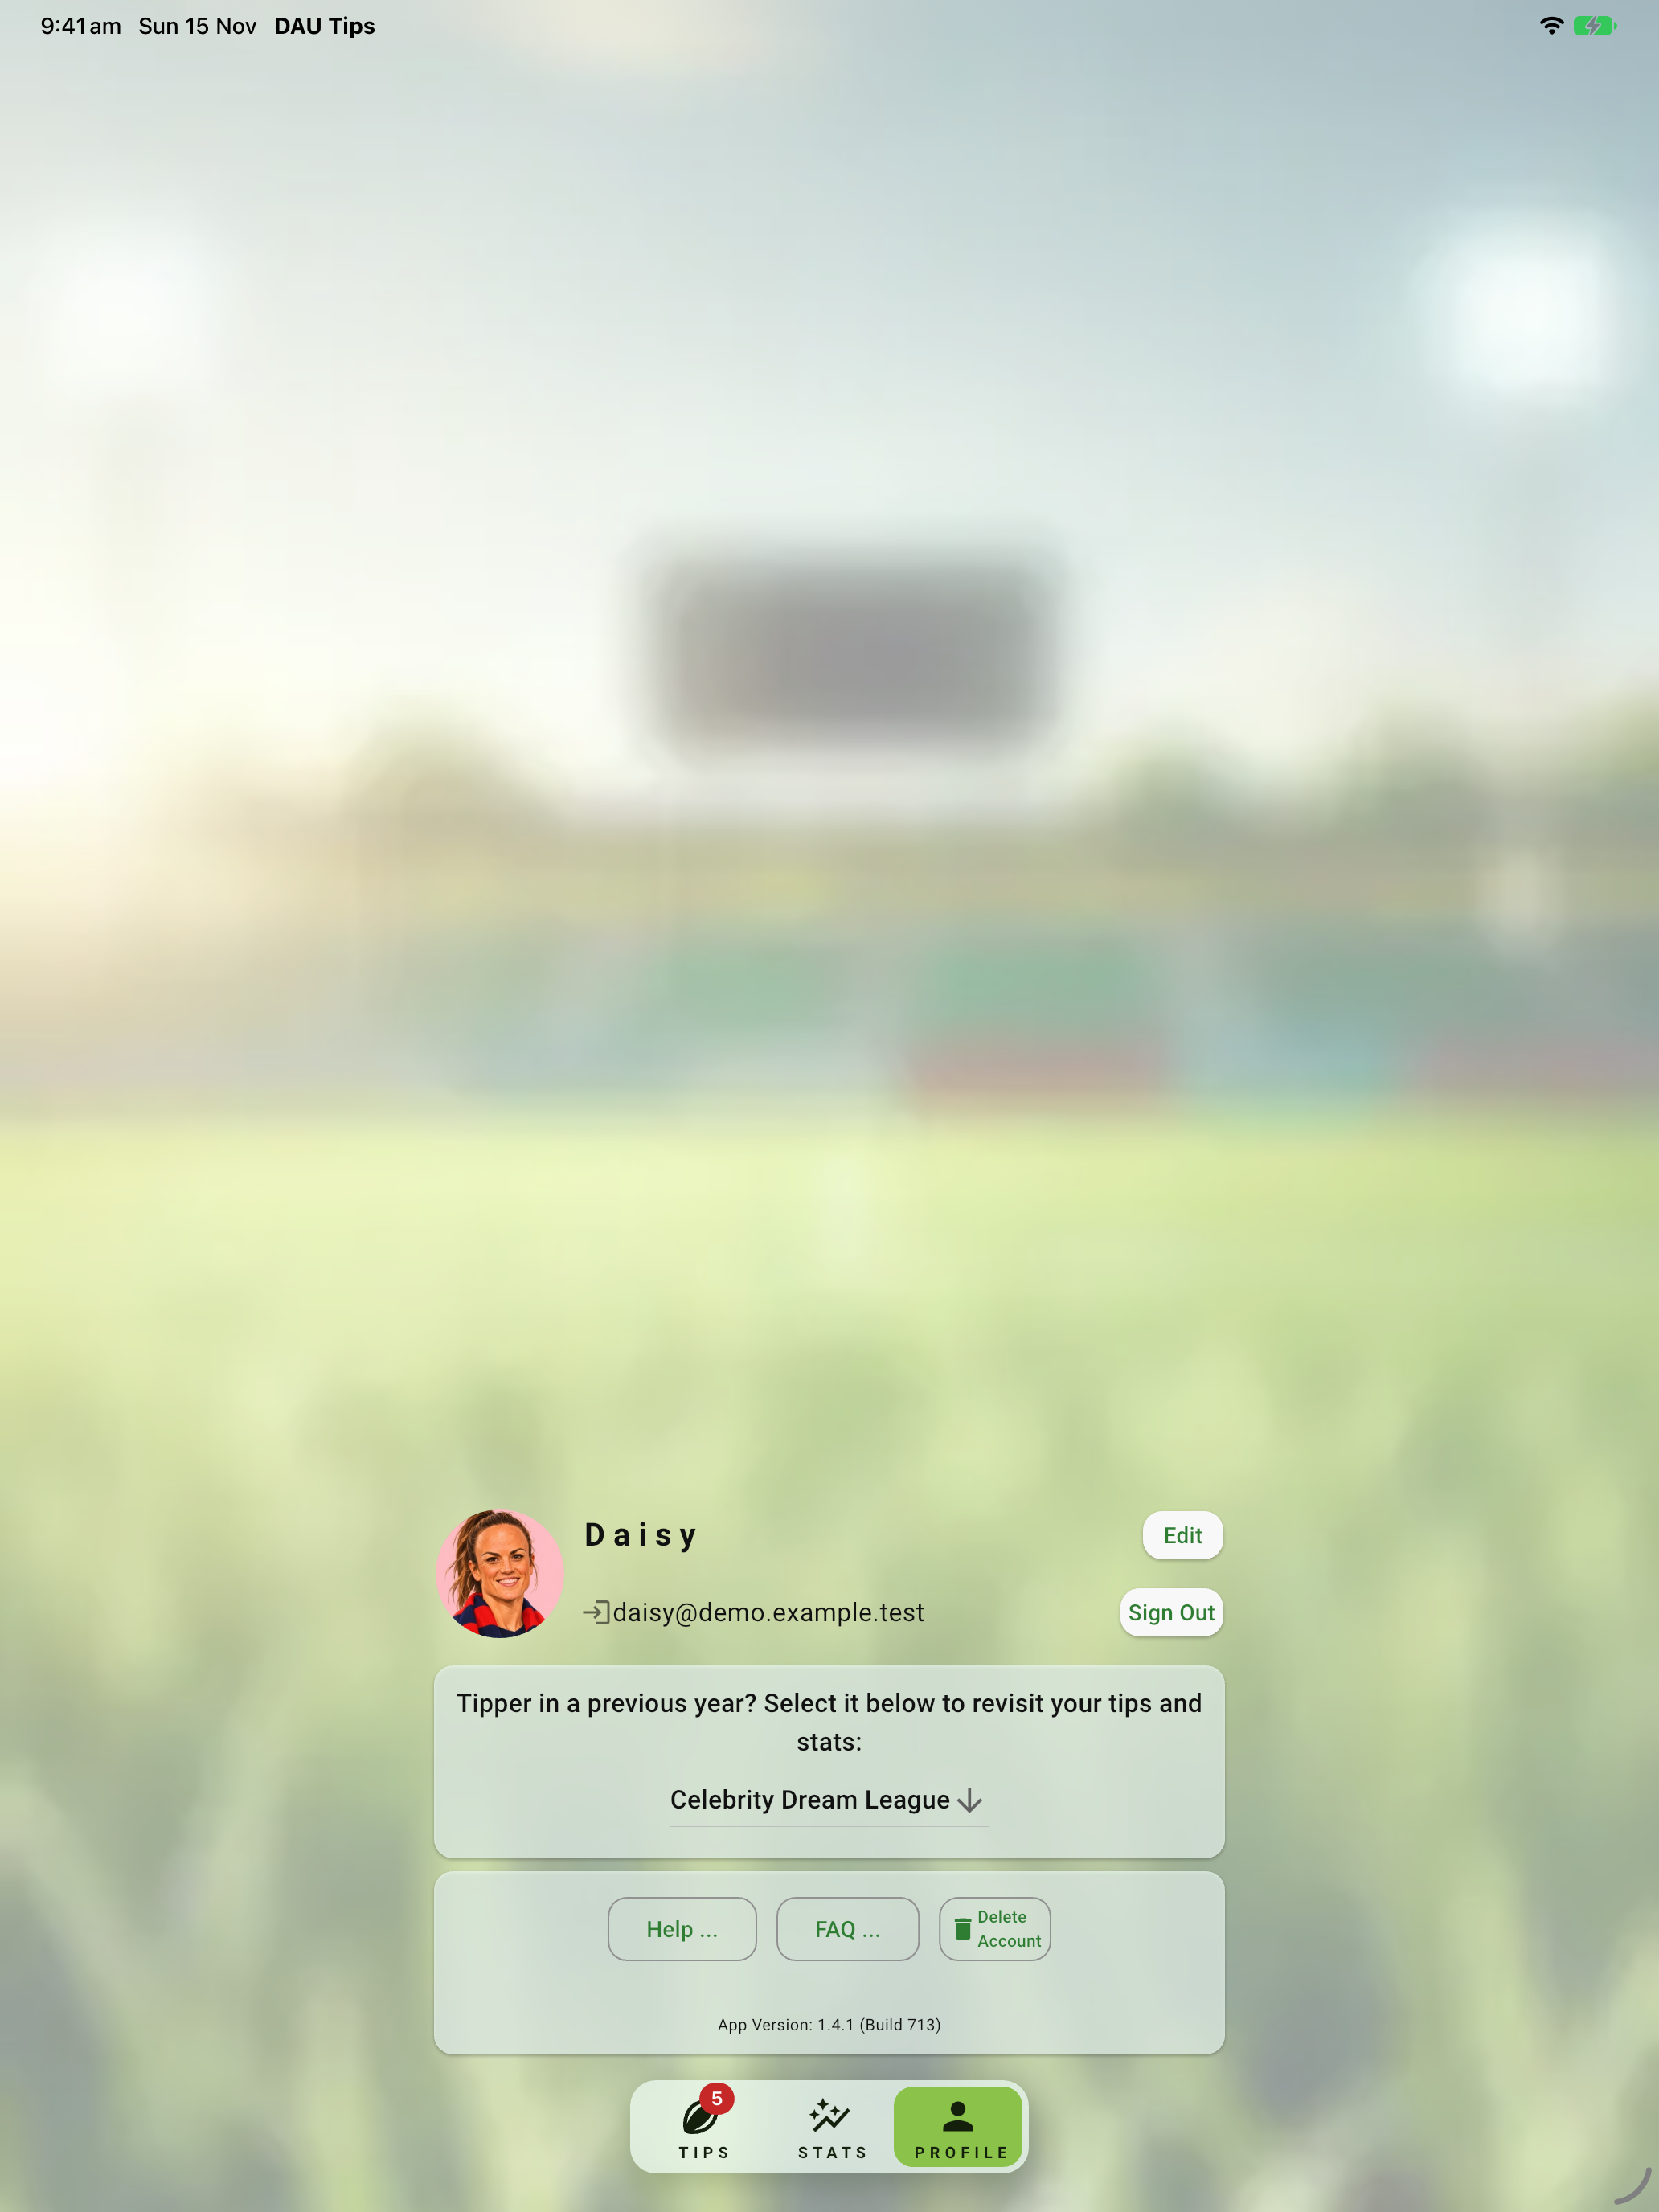 9:41 am Sun 15 Nov DAU Tips
Daisy
Edit
daisy@demo.example.test
Sign Out
Tipper in a previous year? Select it below to revisit your tips and
stats:
Celebrity Dream League
Help ...
FAQ ...
Delete
Account
App Version: 1.4.1 (Build 713)
5
TIPS
STATS
PROFILE